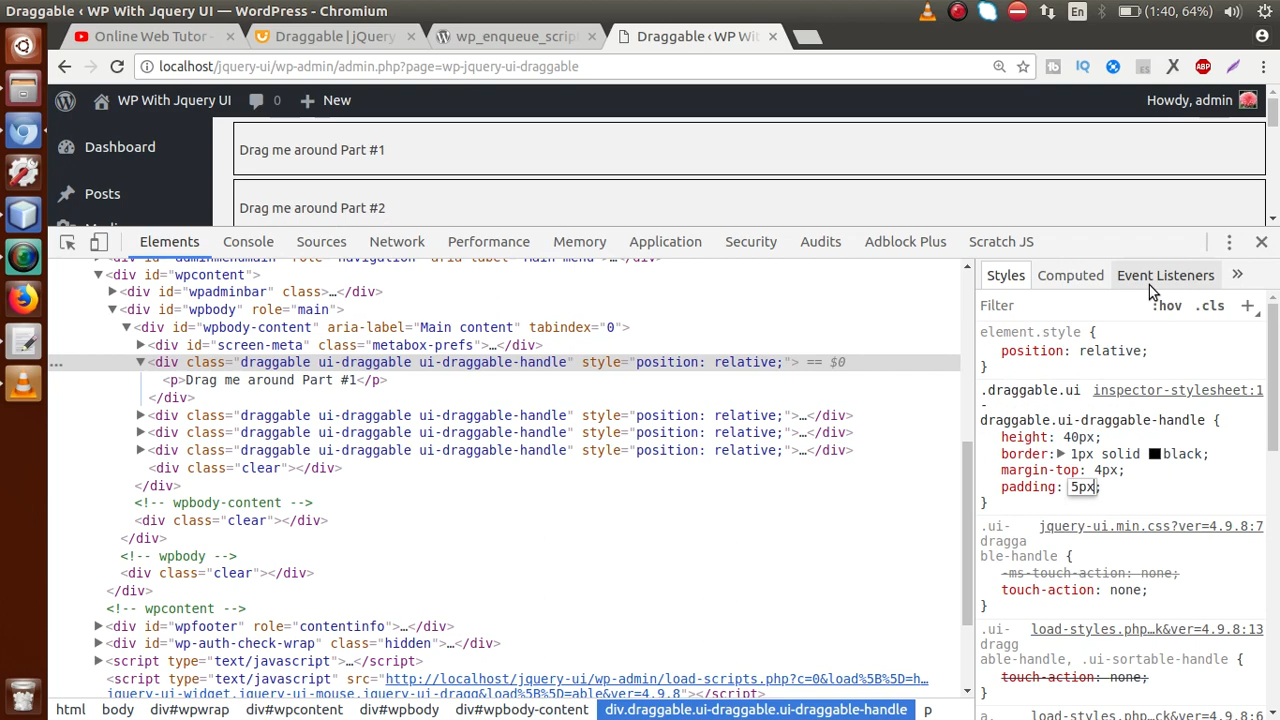 Draggable ‹ WP With Jquery UI — WordPress - Chromium
En
(1:40, 64%)
Online Web Tutor -
Draggable | jQuery
wp_enqueue_scrip
Draggable ‹ WP Wit
localhost/jquery-ui/wp-admin/admin.php?page=wp-jquery-ui-draggable
WP With Jquery UI
0
New
Howdy, admin
Dashboard
Posts
Drag me around Part #1
Drag me around Part #2
Elements
Console
Sources
Network
Performance
Memory
Application
Security
Audits
Adblock Plus
Scratch JS
<div id="wpcontent">
<div id="wpadminbar" class>…</div>
<div id="wpbody" role="main">
<div id="wpbody-content" aria-label="Main content" tabindex="0">
<div id="screen-meta" class="metabox-prefs">…</div>
<div class="draggable ui-draggable ui-draggable-handle" style="position: relative;"> == $0
<p>Drag me around Part #1</p>
</div>
<div class="draggable ui-draggable ui-draggable-handle" style="position: relative;">…</div>
<div class="draggable ui-draggable ui-draggable-handle" style="position: relative;">…</div>
<div class="draggable ui-draggable ui-draggable-handle" style="position: relative;">…</div>
<div class="clear"></div>
</div>
<!-- wpbody-content -->
<div class="clear"></div>
</div>
<!-- wpbody -->
<div class="clear"></div>
</div>
<!-- wpcontent -->
<div id="wpfooter" role="contentinfo">…</div>
<div id="wp-auth-check-wrap" class="hidden">…</div>
<script type="text/javascript">…</script>
<script type="text/javascript" src="http://localhost/jquery-ui/wp-admin/load-scripts.php?c=0&load%5B%5D=h…
jquery-ui-widget,jquery-ui-mouse,jquery-ui-dragg&load%5B%5D=able&ver=4.9.8"></script>
html
body
div#wpwrap
div#wpcontent
div#wpbody
div#wpbody-content
div.draggable.ui-draggable.ui-draggable-handle
p
Styles
Computed
Event Listeners
»
Filter
:hov
.cls
+
element.style {
position: relative;
}
.draggable.ui inspector-stylesheet:1
-
draggable.ui-draggable-handle {
height: 40px;
border: 1px solid black;
margin-top: 4px;
padding: 5px;
}
.ui- jquery-ui.min.css?ver=4.9.8:7
dragga
ble-handle {
-ms-touch-action: none;
touch-action: none;
}
.ui- load-styles.php…k&ver=4.9.8:13
dragg
able-handle, .ui-sortable-handle {
touch-action: none;
}
a, load-styles.php…k&ver=4.9.8:6